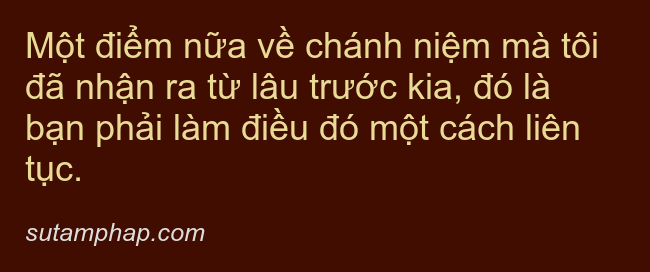 Một điểm nữa về chánh niệm mà tôi
đã nhận ra từ lâu trước kia, đó là
bạn phải làm điều đó một cách liên
tục.
sutamphap.com